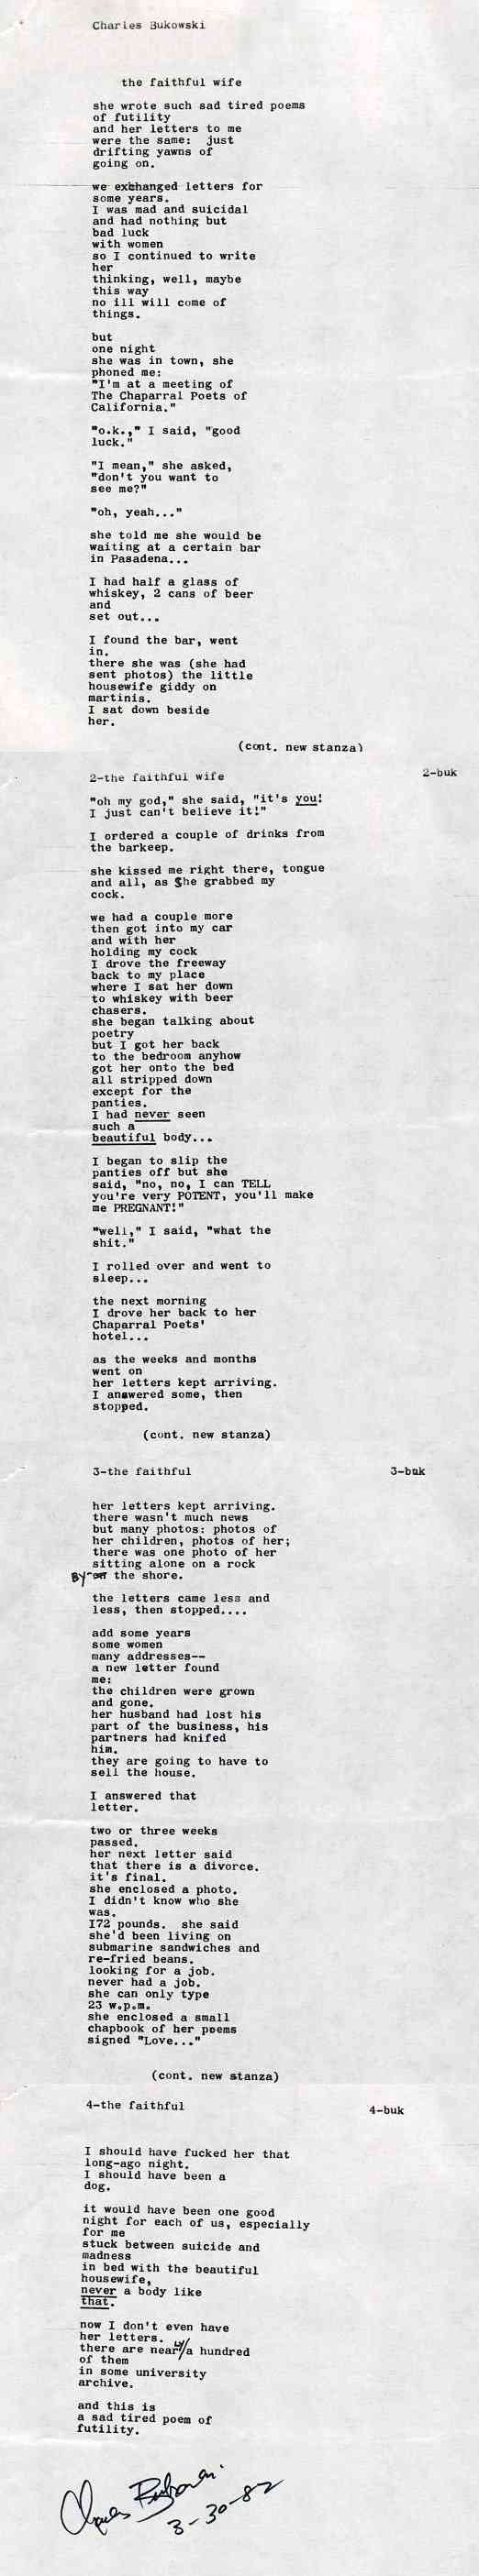 Charles Bukowski
the faithful wife
she wrote such sad tired poems
of futility
and her letters to me
were the same: just
drifting yawns of
going on.
we exchanged letters for
some years.
I was mad and suicidal
and had nothing but
bad luck
with women
so I continued to write
her
thinking, well, maybe
this way
no ill will come of
things.
but
one night
she was in town, she
phoned me:
"I'm at a meeting of
The Chaparral Poets of
California."
"o.k.," I said, "good
luck."
"I mean," she asked,
"don't you want to
see me?"
"oh, yeah..."
she told me she would be
waiting at a certain bar
in Pasadena...
I had half a glass of
whiskey, 2 cans of beer
and
set out...
I found the bar, went
in.
there she was (she had
sent photos) the little
housewife giddy on
martinis.
I sat down beside
her.
(cont. new stanza)
2-the faithful wife 2-buk
"oh my god," she said, "it's you!
I just can't believe it!"
I ordered a couple of drinks from
the barkeep.
she kissed me right there, tongue
and all, as she grabbed my
cock.
we had a couple more
then got into my car
and with her
holding my cock
I drove the freeway
back to my place
where I sat her down
to whiskey with beer
chasers.
she began talking about
poetry
but I got her back
to the bedroom anyhow
got her onto the bed
all stripped down
except for the
panties.
I had never seen
such a
beautiful body...
I began to slip the
panties off but she
said, "no, no, I can TELL
you're very POTENT, you'll make
me PREGNANT!"
"well," I said, "what the
shit."
I rolled over and went to
sleep...
the next morning
I drove her back to her
Chaparral Poets'
hotel...
as the weeks and months
went on
her letters kept arriving.
I answered some, then
stopped.
(cont. new stanza)
3-the faithful 3-buk
her letters kept arriving.
there wasn't much news
but many photos: photos of
her children, photos of her;
there was one photo of her
sitting alone on a rock
BY the shore.
the letters came less and
less, then stopped....
add some years
some women
many addresses--
a new letter found
me:
the children were grown
and gone.
her husband had lost his
part of the business, his
partners had knifed
him.
they are going to have to
sell the house.
I answered that
letter.
two or three weeks
passed.
her next letter said
that there is a divorce.
it's final.
she enclosed a photo.
I didn't know who she
was.
172 pounds. she said
she'd been living on
submarine sandwiches and
re-fried beans.
looking for a job.
never had a job.
she can only type
23 w.p.m.
she enclosed a small
chapbook of her poems
signed "Love..."
(cont. new stanza)
4-the faithful 4-buk
I should have fucked her that
long-ago night.
I should have been a
dog.
it would have been one good
night for each of us, especially
for me
stuck between suicide and
madness
in bed with the beautiful
housewife,
never a body like
that.
now I don't even have
her letters.
there are nearly a hundred
of them
in some university
archive.
and this is
a sad tired poem of
futility.
Charles Bukowski
3-30-82